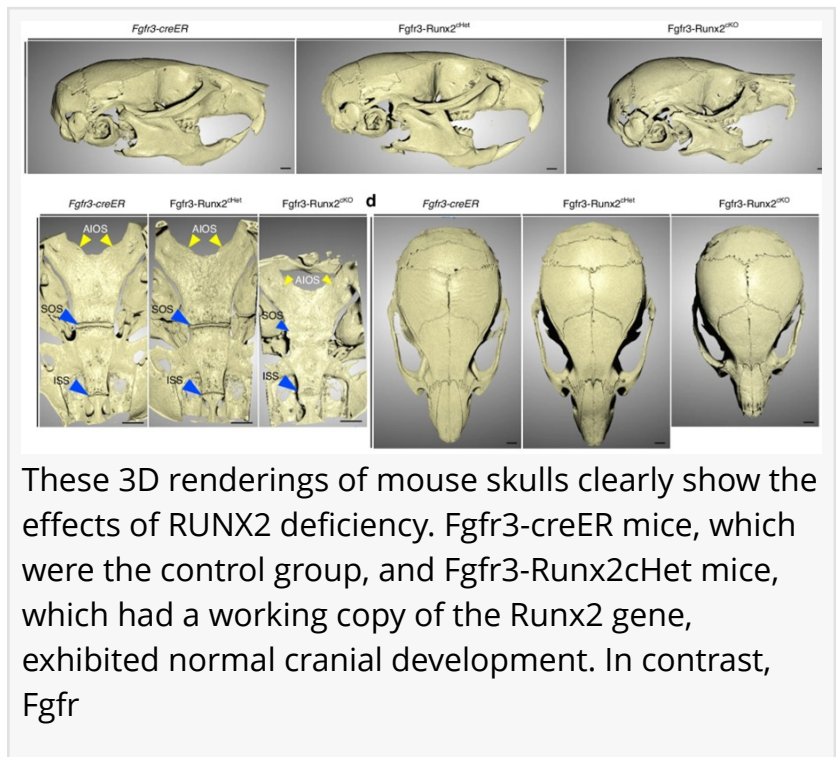 Fgfr3-creER Fgfr3-Runx2cHet Fgfr3-Runx2cKO
Fgfr3-creER Fgfr3-Runx2cHet Fgfr3-Runx2cKO d Fgfr3-creER Fgfr3-Runx2cHet Fgfr3-Runx2cKO
AIOS AIOS AIOS
SOS SOS SOS
ISS ISS ISS
These 3D renderings of mouse skulls clearly show the
effects of RUNX2 deficiency. Fgfr3-creER mice, which
were the control group, and Fgfr3-Runx2cHet mice,
which had a working copy of the Runx2 gene,
exhibited normal cranial development. In contrast,
Fgfr